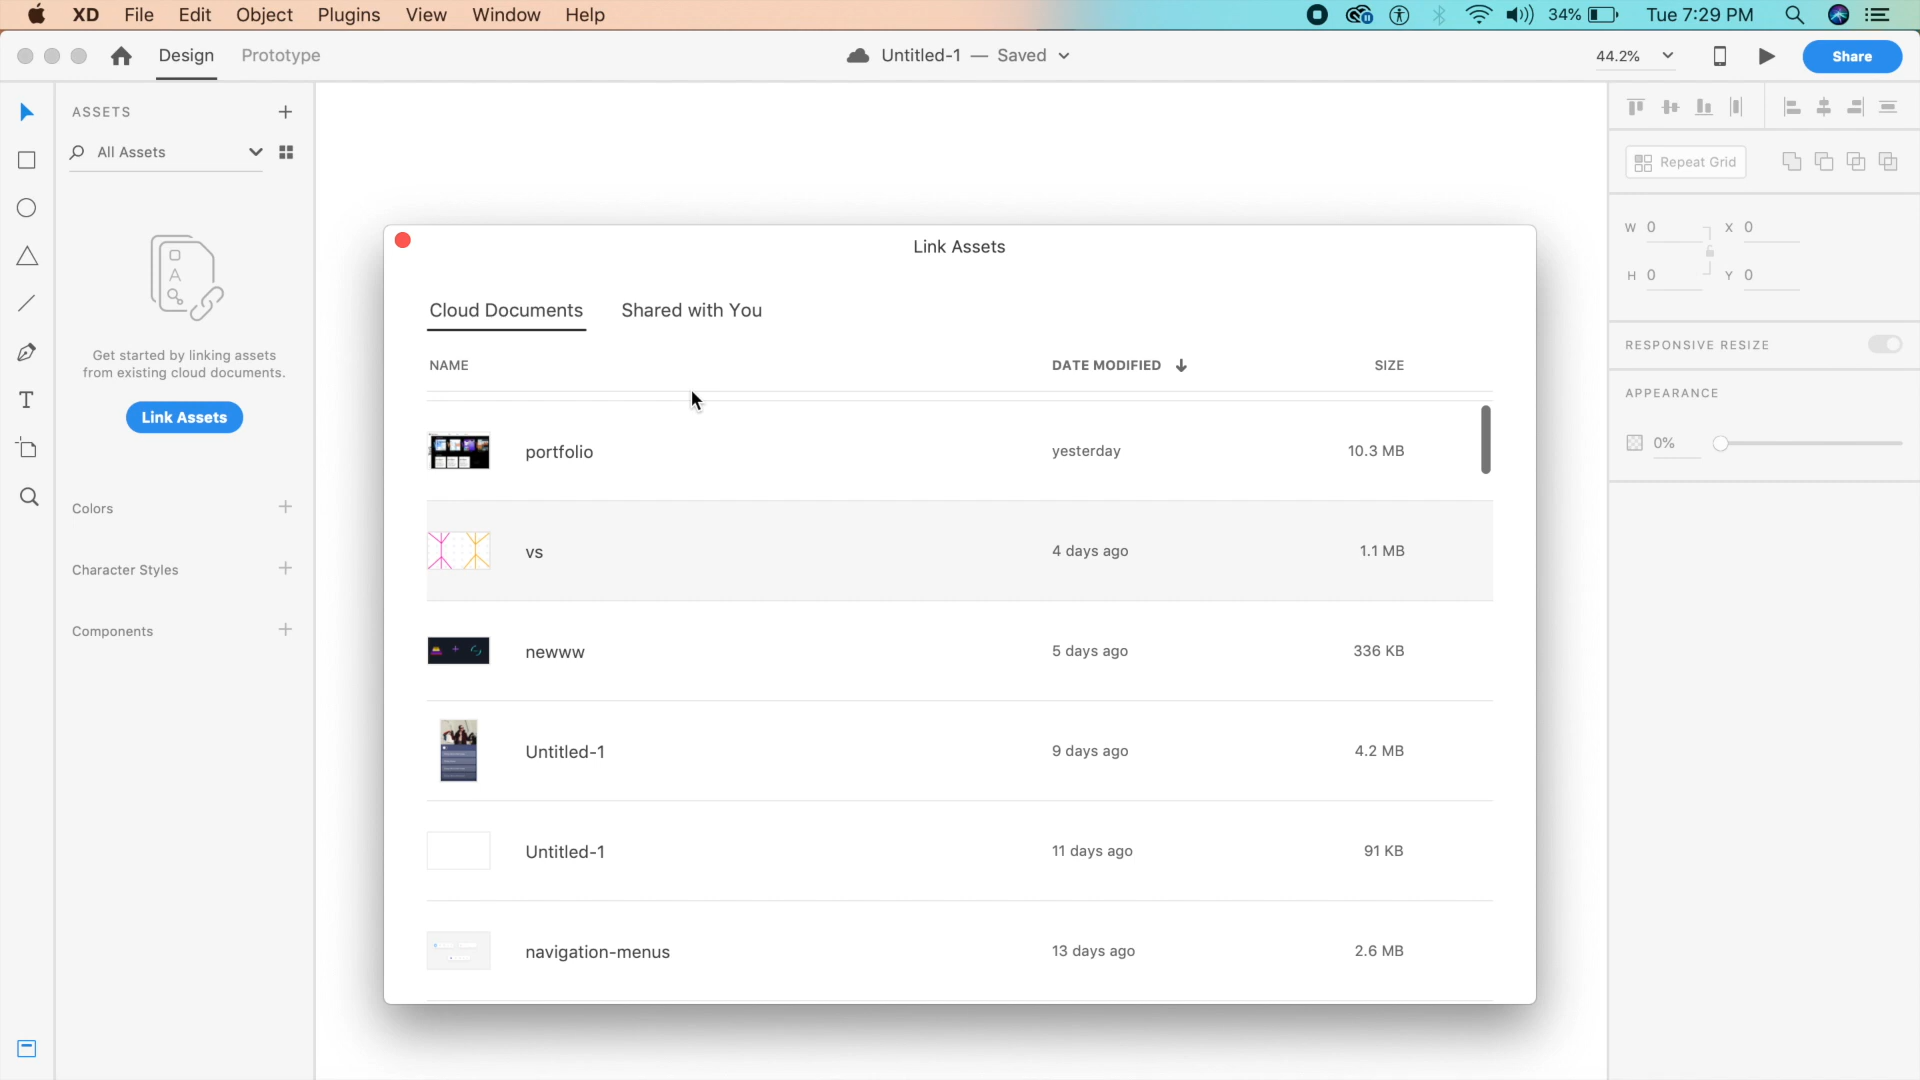 XD File Edit Object Plugins View Window Help 34% Tue 7:29 PM
Design Prototype Untitled-1 — Saved 44.2% Share
ASSETS
All Assets
Get started by linking assets
from existing cloud documents.
Link Assets
Colors
Character Styles
Components
Link Assets
Cloud Documents Shared with You
NAME DATE MODIFIED SIZE
portfolio yesterday 10.3 MB
vs 4 days ago 1.1 MB
newww 5 days ago 336 KB
Untitled-1 9 days ago 4.2 MB
Untitled-1 11 days ago 91 KB
navigation-menus 13 days ago 2.6 MB
Repeat Grid
W 0 X 0
H 0 Y 0
RESPONSIVE RESIZE
APPEARANCE
0%